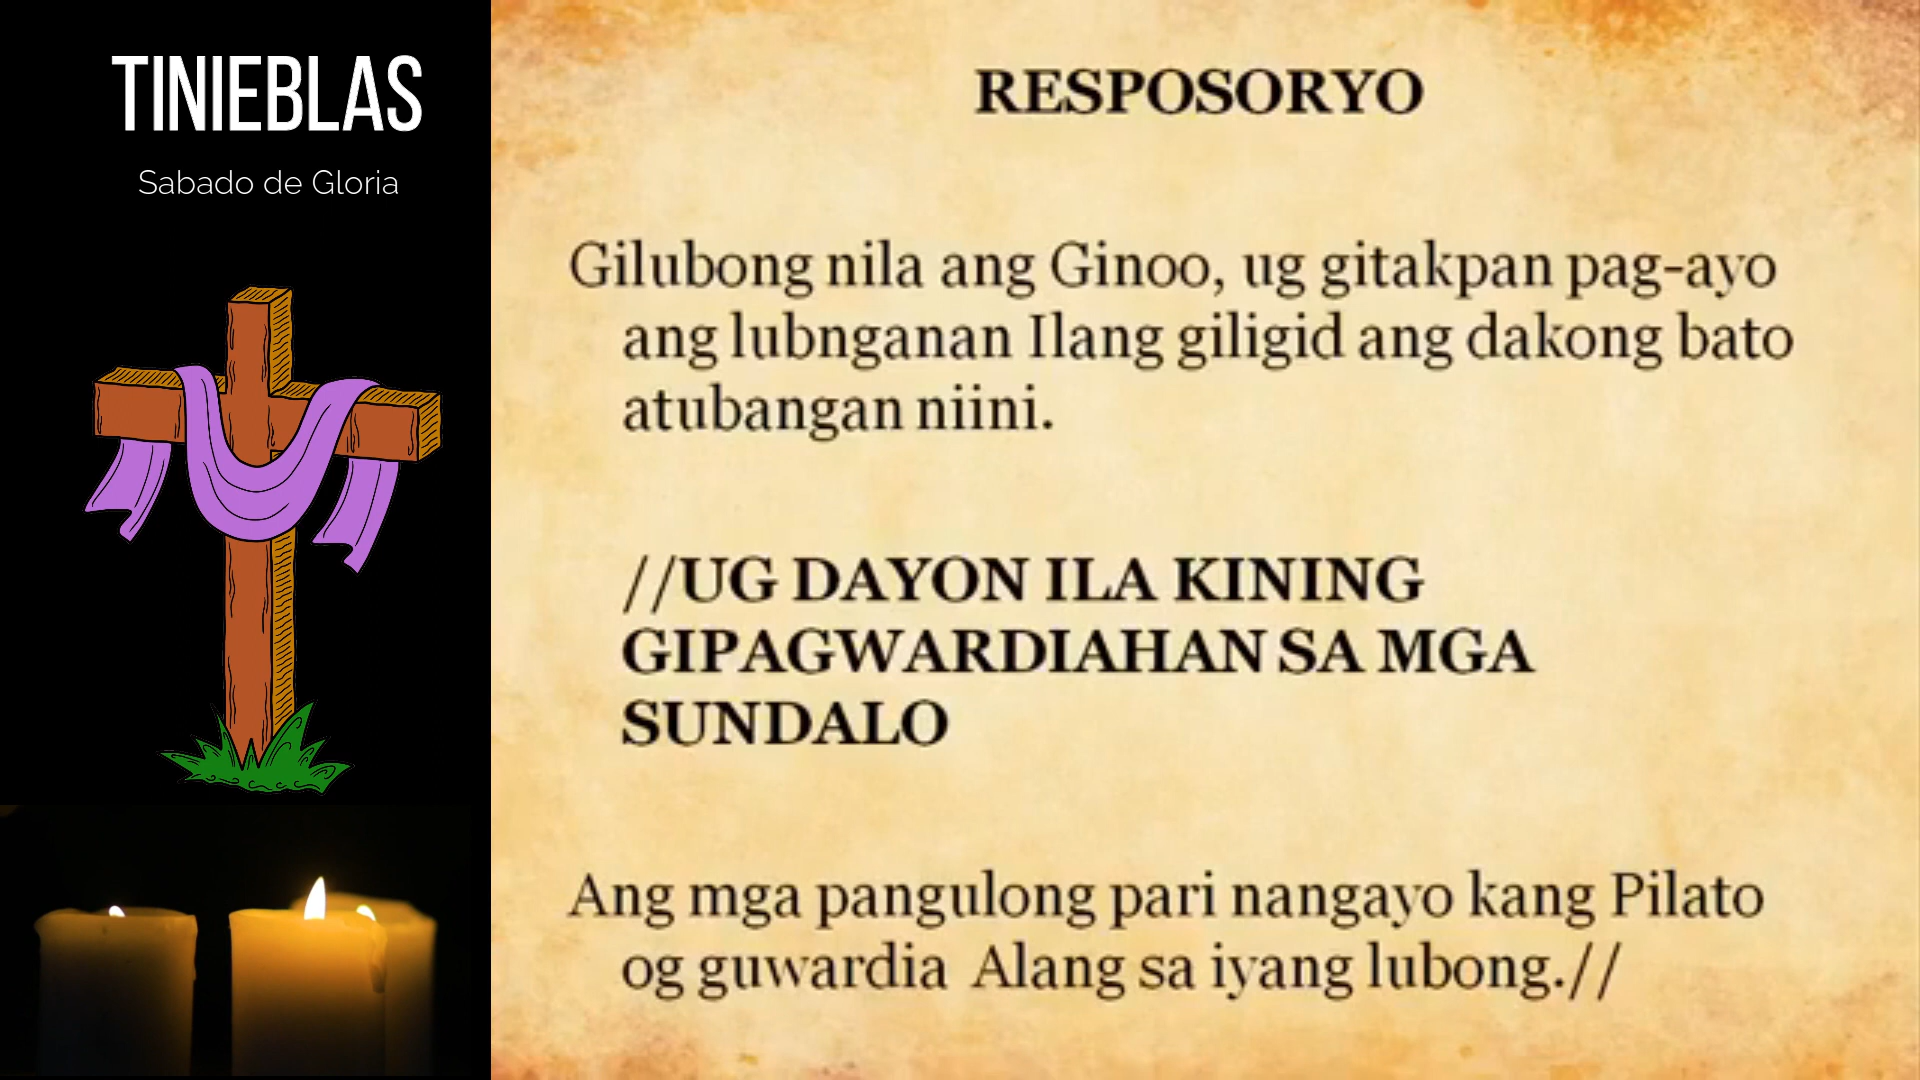 TINIEBLAS
Sabado de Gloria
RESPOSORYO
Gilubong nila ang Ginoo, ug gitakpan pag-ayo
ang lubnganan Ilang giligid ang dakong bato
atubangan niini.
//UG DAYON ILA KINING
GIPAGWARDIAHAN SA MGA
SUNDALO
Ang mga pangulong pari nangayo kang Pilato
og guwardia  Alang sa iyang lubong.//